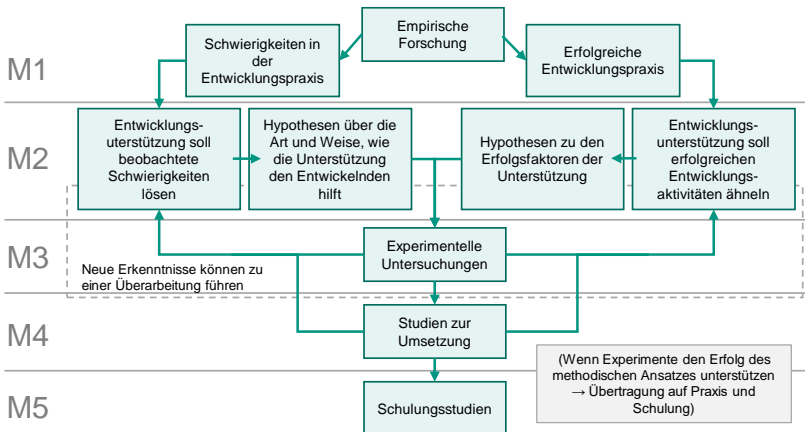 M1
Empirische
Forschung
Schwierigkeiten in
der
Entwicklungspraxis
Erfolgreiche
Entwicklungspraxis
M2
Entwicklungs-
uterstützung soll
beobachtete
Schwierigkeiten
lösen
Hypothesen über die
Art und Weise, wie
die Unterstützung
den Entwickelnden
hilft
Hypothesen zu den
Erfolgsfaktoren der
Unterstützung
Entwicklungs-
unterstützung soll
erfolgreichen
Entwicklungs-
aktivitäten ähneln
M3
Experimentelle
Untersuchungen
Neue Erkenntnisse können zu
einer Überarbeitung führen
M4
Studien zur
Umsetzung
(Wenn Experimente den Erfolg des
methodischen Ansatzes unterstützen
→ Übertragung auf Praxis und
Schulung)
M5
Schulungsstudien